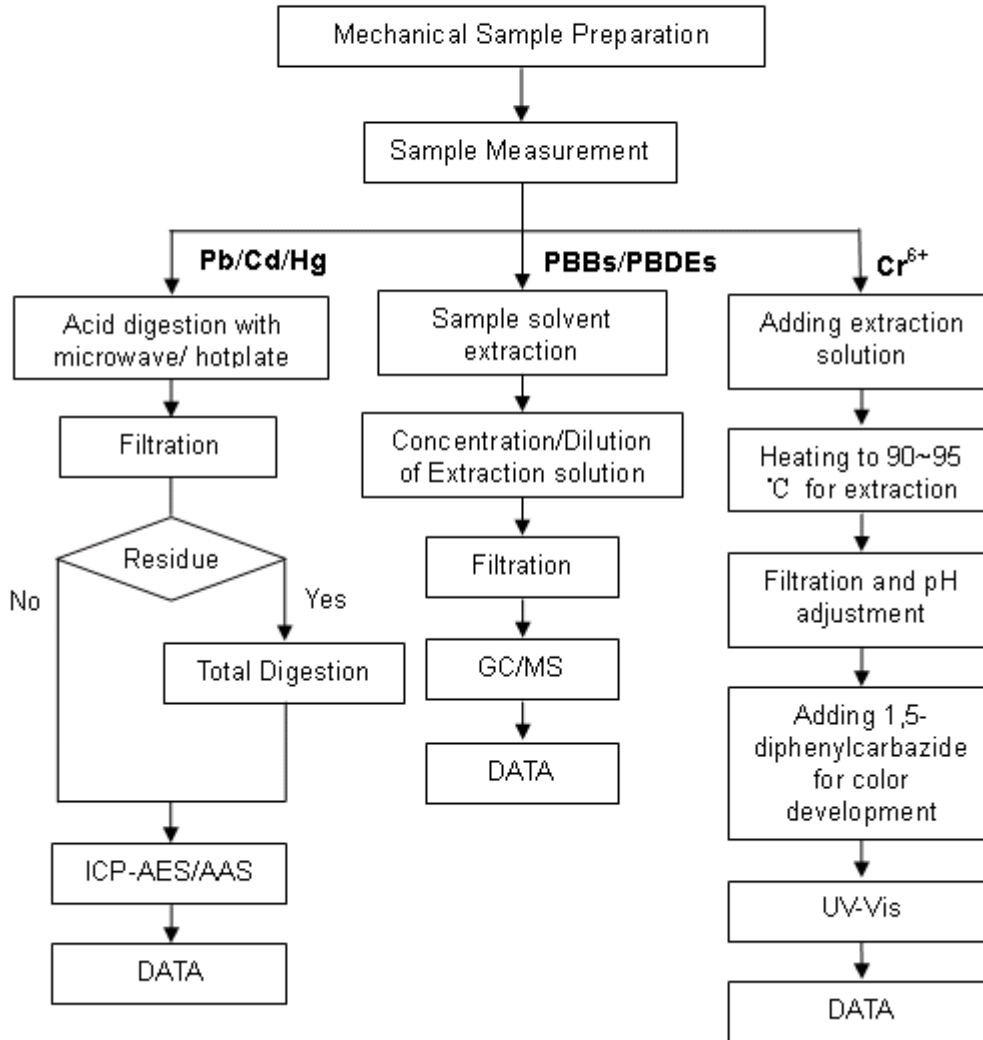 Mechanical Sample Preparation
Sample Measurement
Pb/Cd/Hg
Acid digestion with
microwave/ hotplate
Filtration
Residue
No
Yes
Total Digestion
ICP-AES/AAS
DATA
PBBs/PBDEs
Sample solvent
extraction
Concentration/Dilution
of Extraction solution
Filtration
GC/MS
DATA
Cr⁶⁺
Adding extraction
solution
Heating to 90~95
℃ for extraction
Filtration and pH
adjustment
Adding 1,5-
diphenylcarbazide
for color
development
UV-Vis
DATA